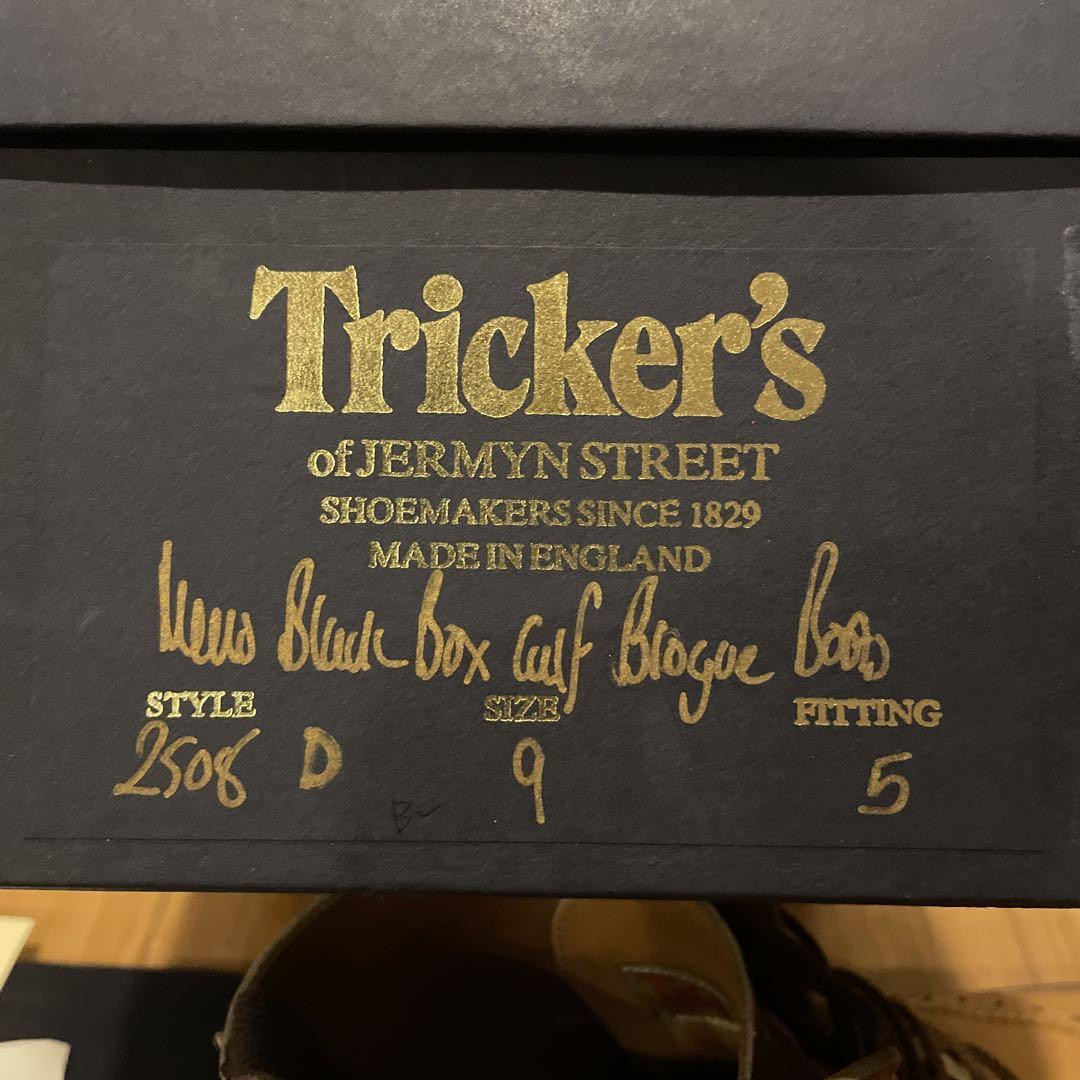 Tricker's
of JERMYN STREET
SHOEMAKERS SINCE 1829
MADE IN ENGLAND
Mens Black Box Calf Brogue Boots
STYLE SIZE FITTING
2508 D 9 5